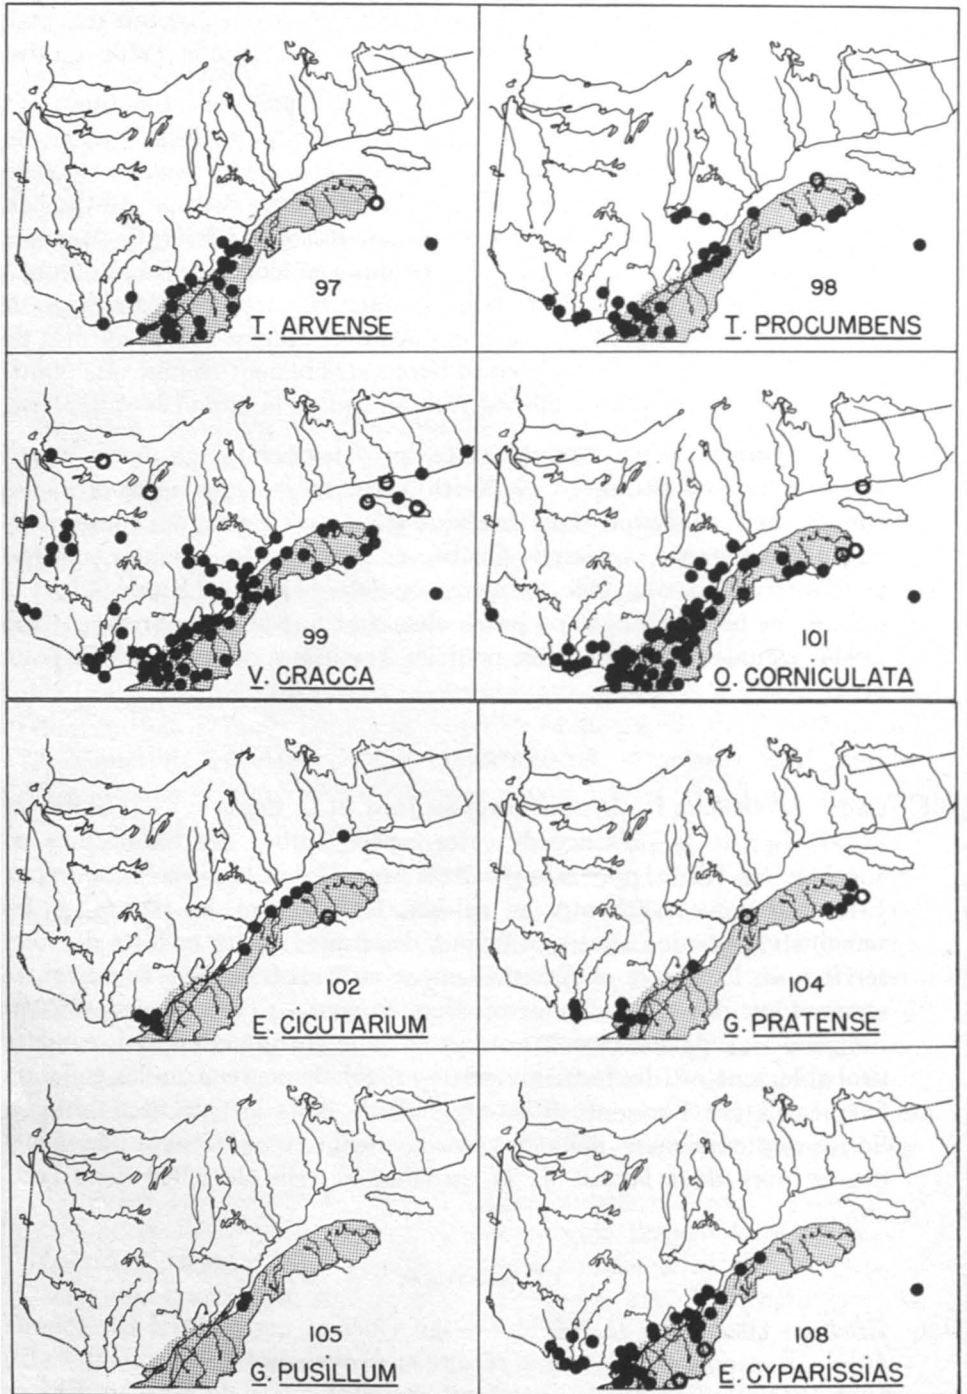 97
T. ARVENSE
98
T. PROCUMBENS
99
V. CRACCA
101
O. CORNICULATA
102
E. CICUTARIUM
104
G. PRATENSE
105
G. PUSILLUM
108
E. CYPARISSIAS